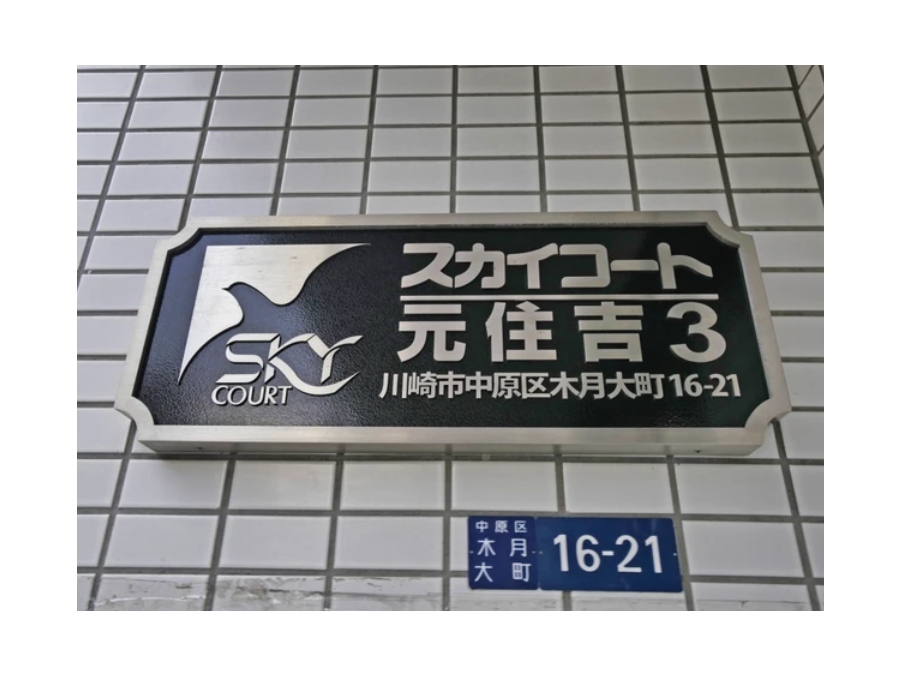 SKY
COURT
スカイコート
元住吉3
川崎市中原区木月大町16-21
中原区
木月
大町
16-21